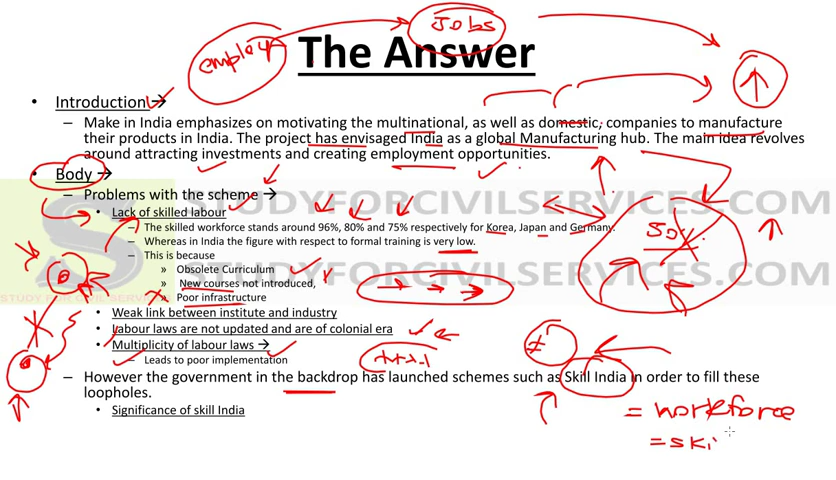 Jobs
employ
The Answer
• Introduction →
– Make in India emphasizes on motivating the multinational, as well as domestic, companies to manufacture
their products in India. The project has envisaged India as a global Manufacturing hub. The main idea revolves
around attracting investments and creating employment opportunities.
• Body →
– Problems with the scheme →
STUDYFORCIVILSERVICES.COM
• Lack of skilled labour
– The skilled workforce stands around 96%, 80% and 75% respectively for Korea, Japan and Germany.
– Whereas in India the figure with respect to formal training is very low.
– This is because
» Obsolete Curriculum
STUDYFORCIVILSERVICES.COM
» New courses not introduced,
» Poor infrastructure
STUDY FOR CIVIL SERVICES
• Weak link between institute and industry
• Labour laws are not updated and are of colonial era
• Multiplicity of labour laws →
– Leads to poor implementation
– However the government in the backdrop has launched schemes such as Skill India in order to fill these
loopholes.
• Significance of skill India
= workforce
= ski